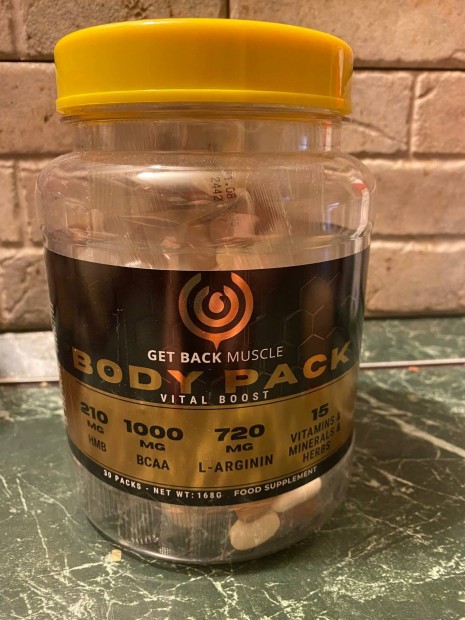 GET BACK MUSCLE
BODY PACK
VITAL BOOST
210
MG
HMB
1000
MG
BCAA
720
MG
L-ARGININ
15
VITAMINS &
MINERALS &
HERBS
30 PACKS - NET WT: 168G FOOD SUPPLEMENT
2442